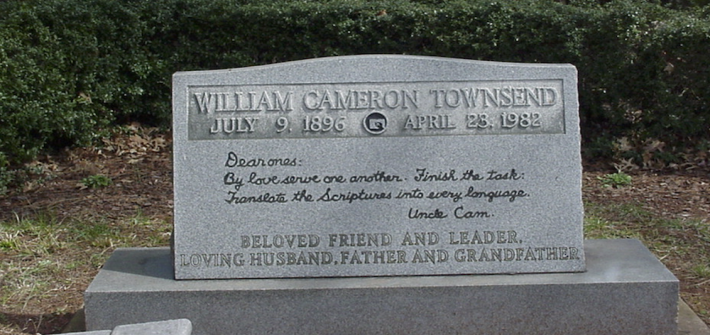 WILLIAM CAMERON TOWNSEND
JULY 9, 1896 APRIL 23, 1982
Dear ones:
By love serve one another. Finish the task:
Translate the Scriptures into every language.
Uncle Cam.
BELOVED FRIEND AND LEADER,
LOVING HUSBAND, FATHER AND GRANDFATHER